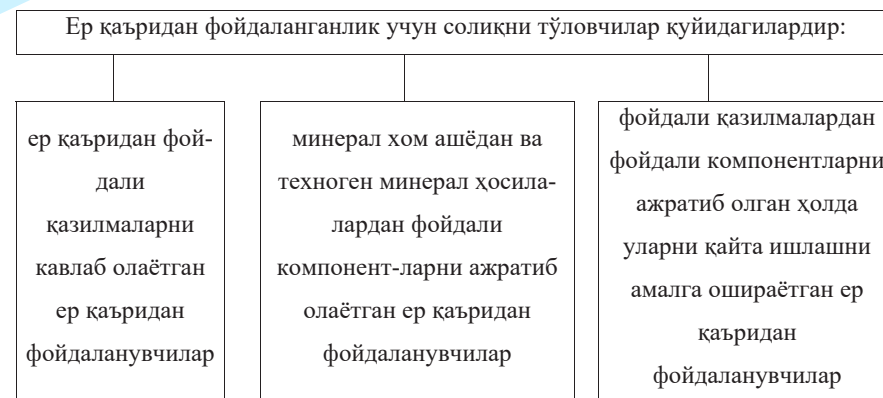 Ер қаъридан фойдаланганлик учун солиқни тўловчилар қуйидагилардир:
ер қаъридан фой-
дали
қазилмаларни
кавлаб олаётган
ер қаъридан
фойдаланувчилар
минерал хом ашёдан ва
техноген минерал ҳосила-
лардан фойдали
компонент-ларни ажратиб
олаётган ер қаъридан
фойдаланувчилар
фойдали қазилмалардан
фойдали компонентларни
ажратиб олган ҳолда
уларни қайта ишлашни
амалга ошираётган ер
қаъридан
фойдаланувчилар